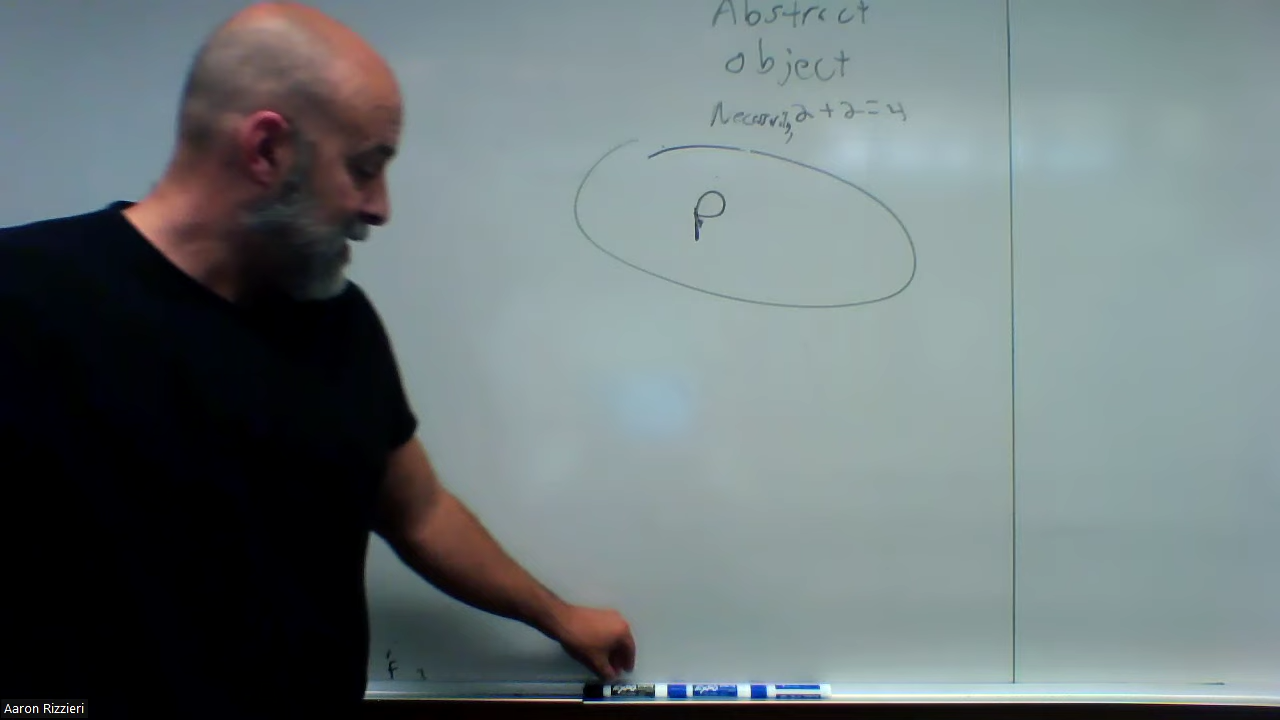 Abstract
object
Necessarily, 2+2=4
P
Aaron Rizzieri